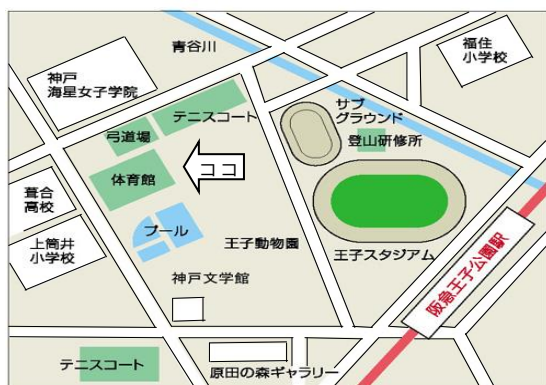 青谷川
福住
小学校
神戸
海星女子学院
テニスコート
サブ
グラウンド
弓道場
登山研修所
ココ
体育館
葺合
高校
プール
上筒井
小学校
王子動物園
王子スタジアム
神戸文学館
阪急王子公園駅
テニスコート
原田の森ギャラリー